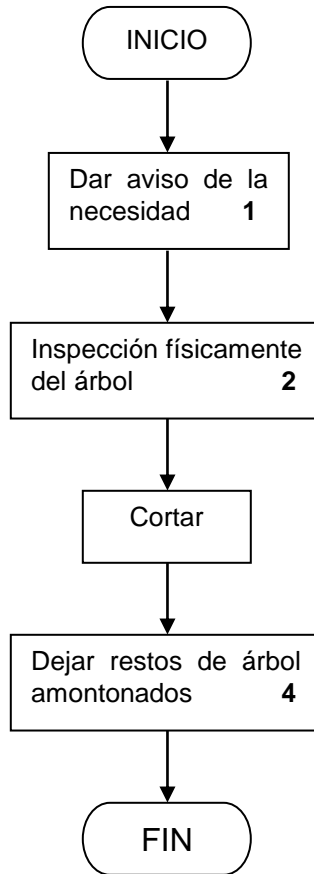 INICIO
Dar aviso de la
necesidad 1
Inspección físicamente
del árbol 2
Cortar
Dejar restos de árbol
amontonados 4
FIN